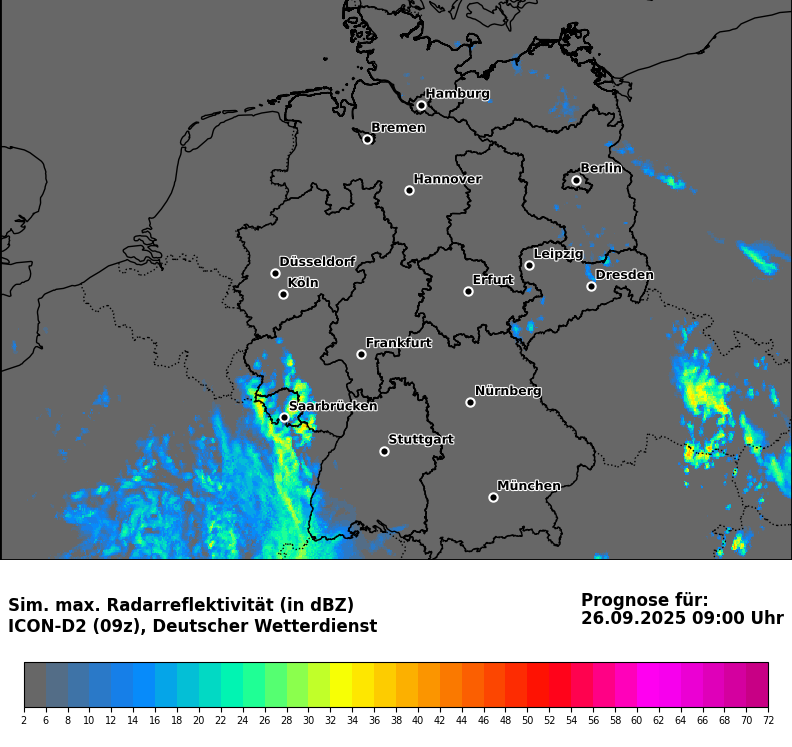 Hamburg
Bremen
Berlin
Hannover
Leipzig
Düsseldorf
Dresden
Köln
Erfurt
Frankfurt
Nürnberg
Saarbrücken
Stuttgart
München
Sim. max. Radarreflektivität (in dBZ)
ICON-D2 (09z), Deutscher Wetterdienst
Prognose für:
26.09.2025 09:00 Uhr
2 6 8 10 12 14 16 18 20 22 24 26 28 30 32 34 36 38 40 42 44 46 48 50 52 54 56 58 60 62 64 66 68 70 72